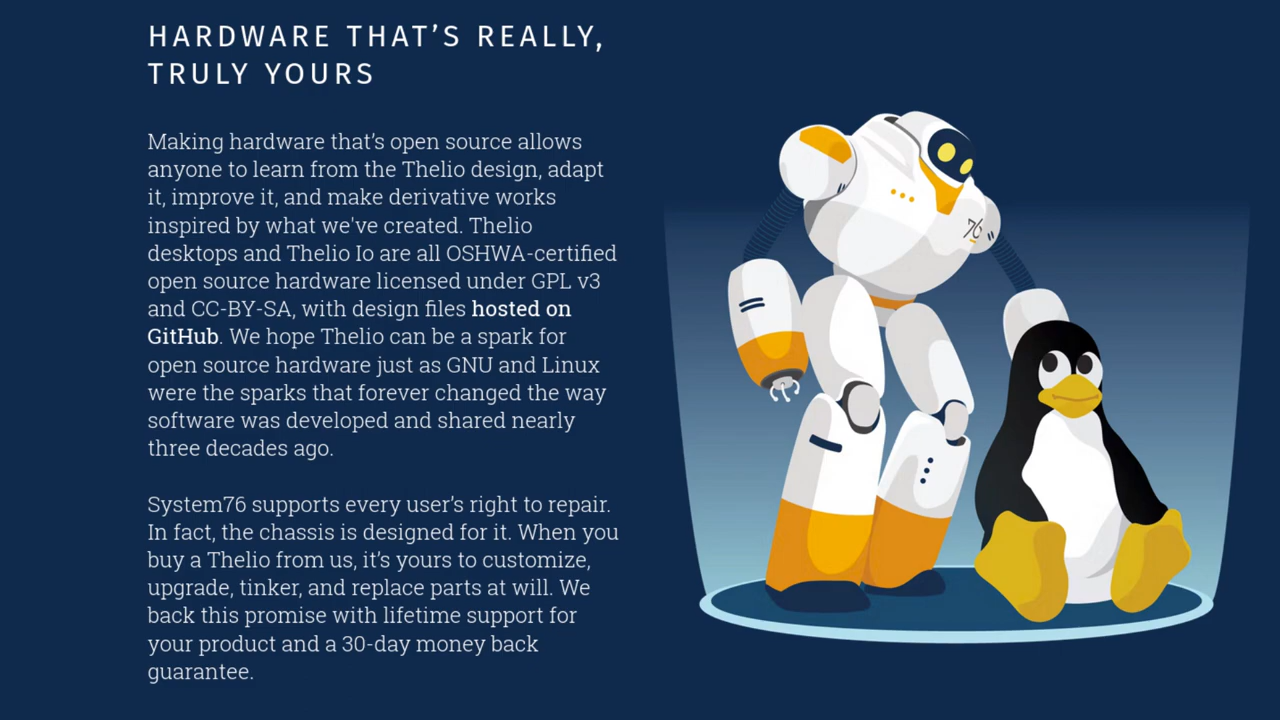 HARDWARE THAT’S REALLY,
TRULY YOURS
Making hardware that’s open source allows
anyone to learn from the Thelio design, adapt
it, improve it, and make derivative works
inspired by what we've created. Thelio
desktops and Thelio Io are all OSHWA-certified
open source hardware licensed under GPL v3
and CC-BY-SA, with design files hosted on
GitHub. We hope Thelio can be a spark for
open source hardware just as GNU and Linux
were the sparks that forever changed the way
software was developed and shared nearly
three decades ago.
System76 supports every user’s right to repair.
In fact, the chassis is designed for it. When you
buy a Thelio from us, it’s yours to customize,
upgrade, tinker, and replace parts at will. We
back this promise with lifetime support for
your product and a 30-day money back
guarantee.
76